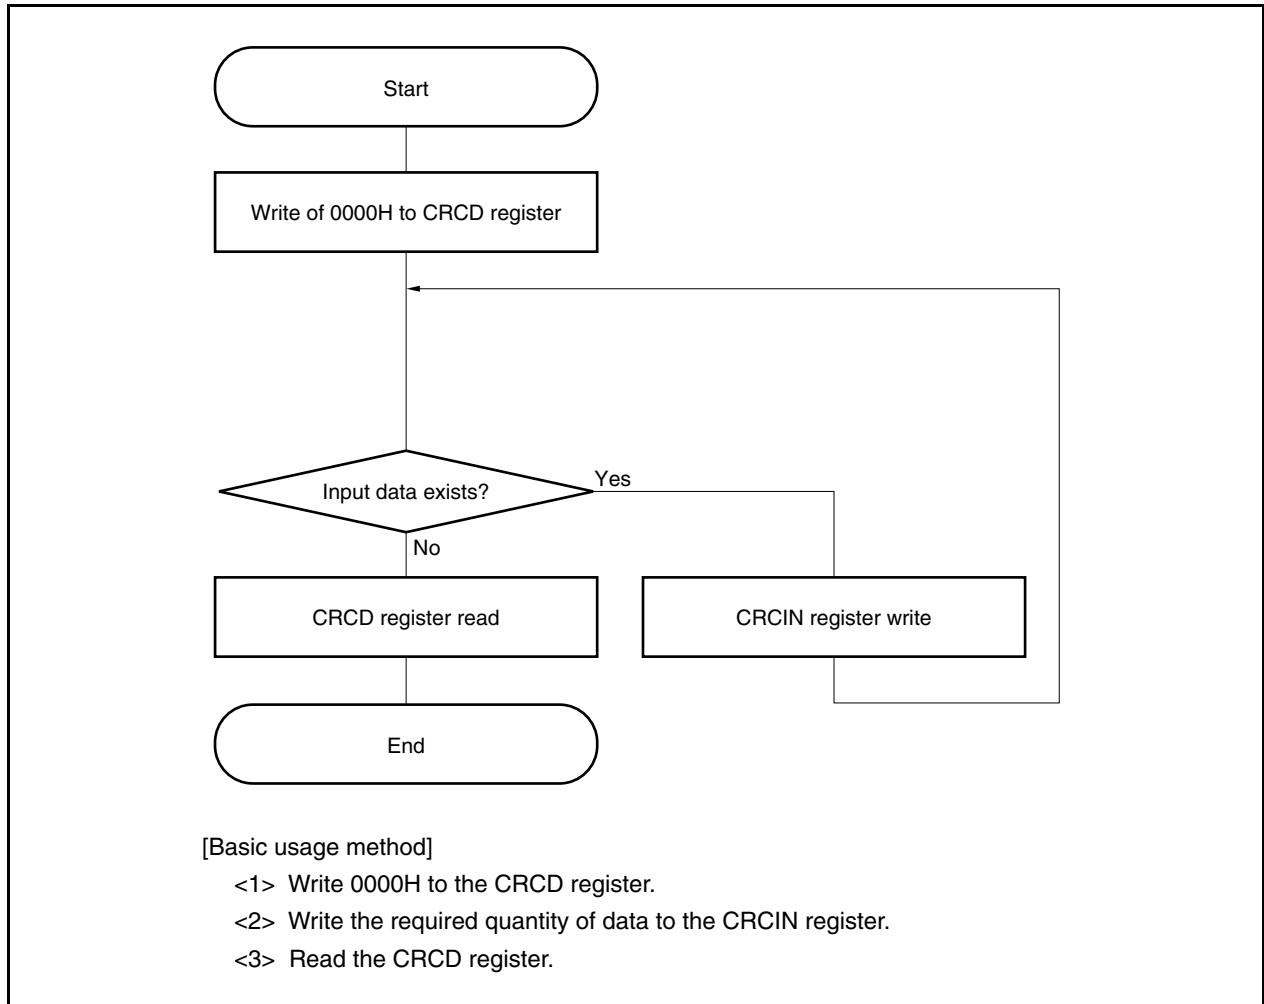 Start
Write of 0000H to CRCD register
Input data exists?
Yes
No
CRCD register read
CRCIN register write
End
[Basic usage method]
<1> Write 0000H to the CRCD register.
<2> Write the required quantity of data to the CRCIN register.
<3> Read the CRCD register.